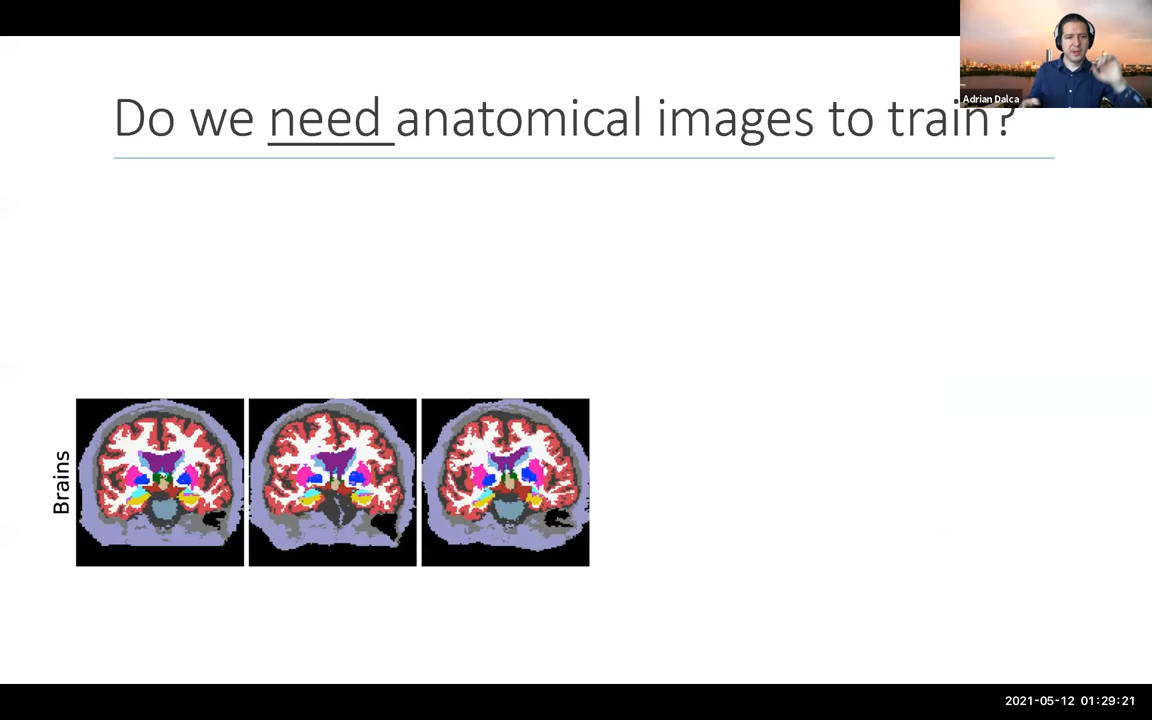 Do we need anatomical images to train?
Adrian Dalca
Brains
2021-05-12 01:29:21